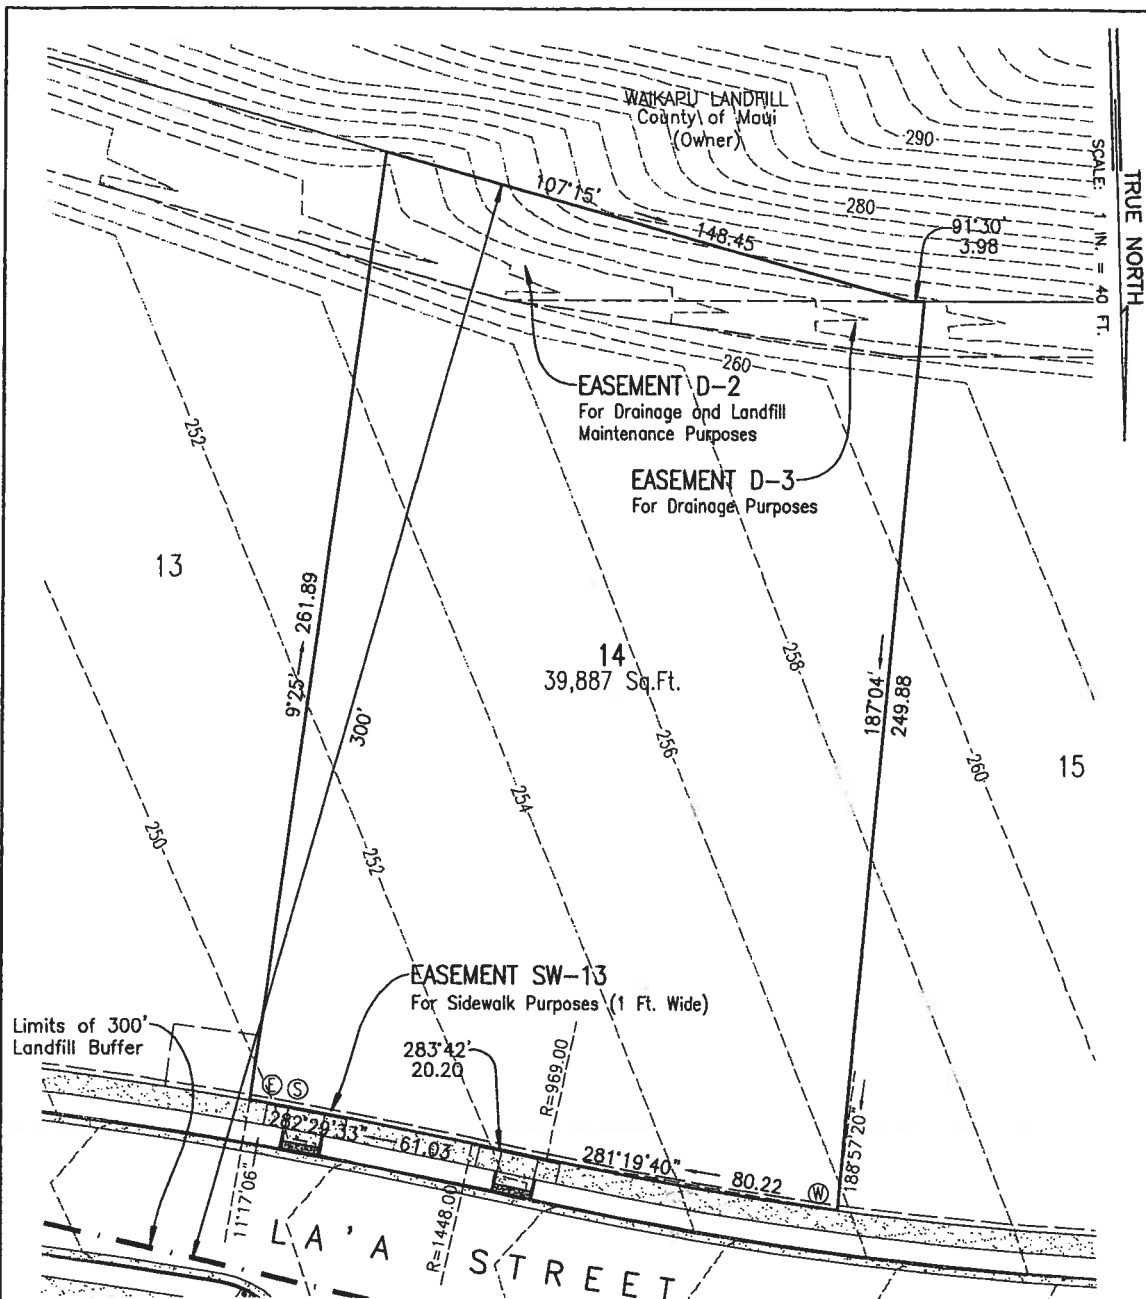 WAIKAPU LANDFILL
County of Maui
(Owner)
290
280
SCALE: 1 IN. = 40 FT.
TRUE NORTH
107°15'
148.45
91°30'
3.98
260
EASEMENT D-2
For Drainage and Landfill
Maintenance Purposes
EASEMENT D-3
For Drainage Purposes
252
13
9°25'
261.89
300'
14
39,887 Sq.Ft.
258
187°04'
249.88
256
260
15
254
250
252
EASEMENT SW-13
For Sidewalk Purposes (1 Ft. Wide)
Limits of 300'
Landfill Buffer
283°42'
20.20
R=969.00
E S
282°29'33"
61.03
281°19'40"
80.22
W
188°57'20"
11°17'06"
R=1448.00
LA'A STREET